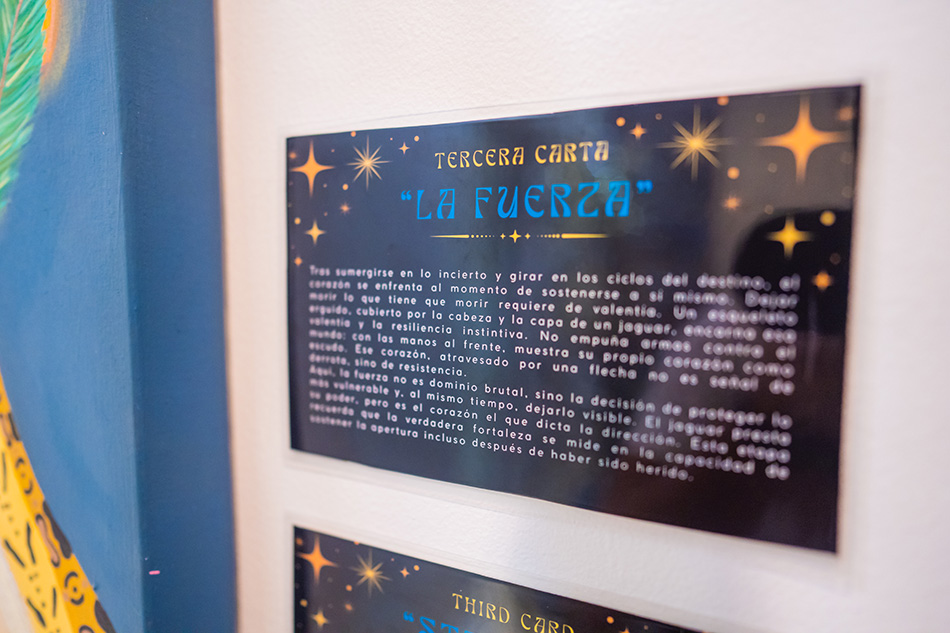 TERCERA CARTA
“LA FUERZA”
Tras sumergirse en lo incierto y girar en los ciclos del destino, el
corazón se enfrenta al momento de sostenerse a sí mismo. Dejar
morir lo que tiene que morir requiere de valentía. Un esqueleto
erguido, cubierto por la cabeza y la capa de un jaguar, encarna esa
valentía y la resiliencia instintiva. No empuña armas contra el
mundo: con las manos al frente, muestra su propio corazón como
escudo. Ese corazón, atravesado por una flecha no es señal de
derrota, sino de resistencia.
Aquí, la fuerza no es dominio brutal, sino la decisión de proteger lo
más vulnerable y, al mismo tiempo, dejarlo visible. El jaguar presta
su poder, pero es el corazón el que dicta la dirección. Esta etapa
recuerda que la verdadera fortaleza se mide en la capacidad de
sostener la apertura incluso después de haber sido herido.
THIRD CARD